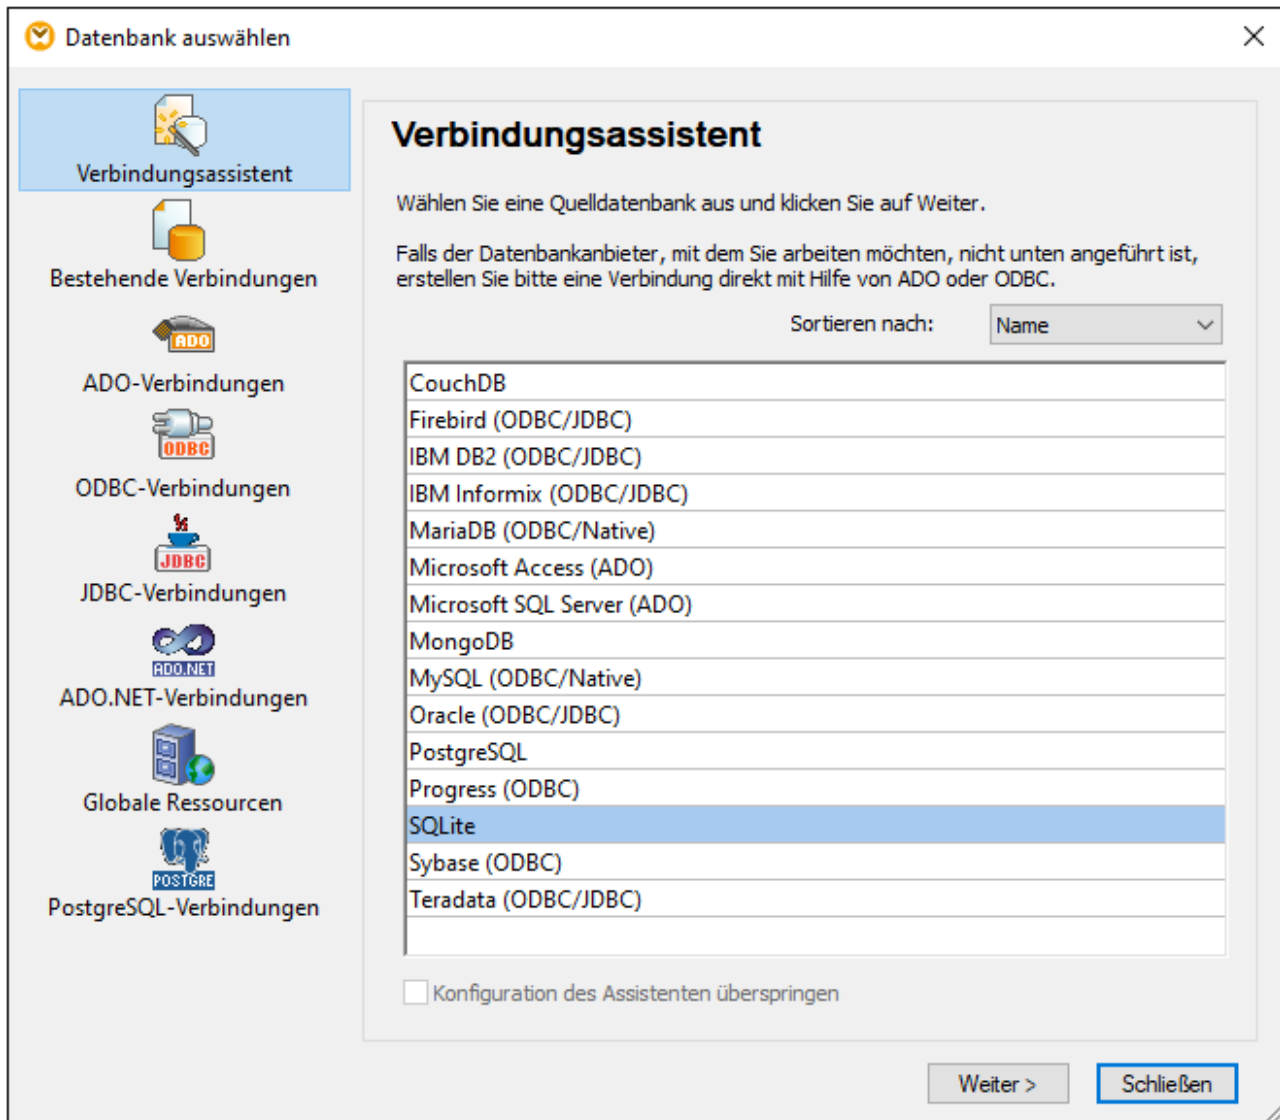 Datenbank auswählen
Verbindungsassistent
Bestehende Verbindungen
ADO
ADO-Verbindungen
ODBC
ODBC-Verbindungen
JDBC
JDBC-Verbindungen
ADO.NET
ADO.NET-Verbindungen
Globale Ressourcen
POSTGRE
PostgreSQL-Verbindungen
Verbindungsassistent
Wählen Sie eine Quelldatenbank aus und klicken Sie auf Weiter.
Falls der Datenbankanbieter, mit dem Sie arbeiten möchten, nicht unten angeführt ist,
erstellen Sie bitte eine Verbindung direkt mit Hilfe von ADO oder ODBC.
Sortieren nach: Name
CouchDB
Firebird (ODBC/JDBC)
IBM DB2 (ODBC/JDBC)
IBM Informix (ODBC/JDBC)
MariaDB (ODBC/Native)
Microsoft Access (ADO)
Microsoft SQL Server (ADO)
MongoDB
MySQL (ODBC/Native)
Oracle (ODBC/JDBC)
PostgreSQL
Progress (ODBC)
SQLite
Sybase (ODBC)
Teradata (ODBC/JDBC)
Konfiguration des Assistenten überspringen
Weiter > Schließen